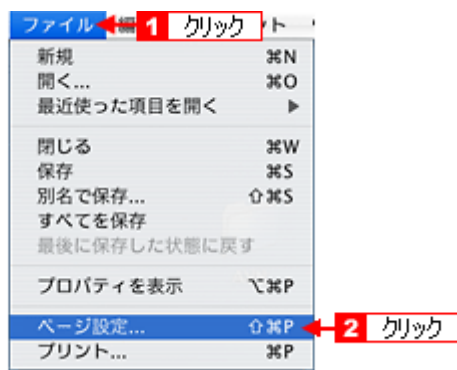 ファイル 1 クリック ト
新規 ⌘N
開く... ⌘O
最近使った項目を開く ▶
閉じる ⌘W
保存 ⌘S
別名で保存... ⇧⌘S
すべてを保存
最後に保存した状態に戻す
プロパティを表示 ⌥⌘P
ページ設定... ⇧⌘P 2 クリック
プリント... ⌘P